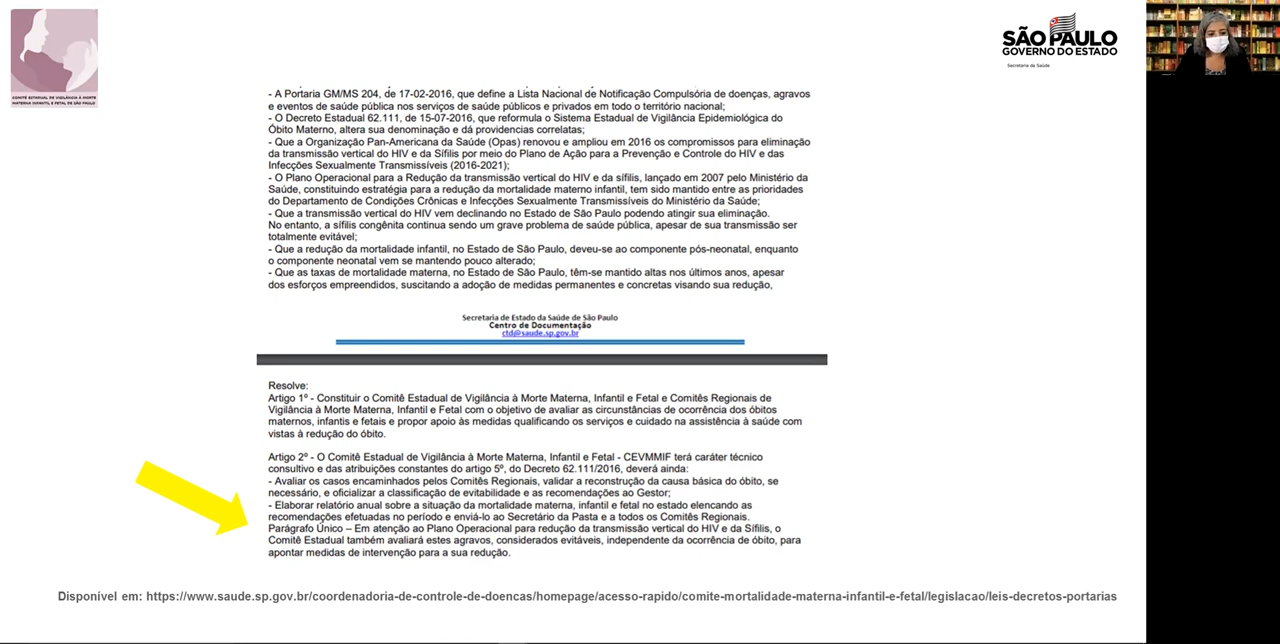 COMITÊ ESTADUAL DE VIGILÂNCIA À MORTE
MATERNA INFANTIL E FETAL DE SÃO PAULO
SÃO PAULO
GOVERNO DO ESTADO
Secretaria da Saúde
- A Portaria GM/MS 204, de 17-02-2016, que define a Lista Nacional de Notificação Compulsória de doenças, agravos
e eventos de saúde pública nos serviços de saúde públicos e privados em todo o território nacional;
- O Decreto Estadual 62.111, de 15-07-2016, que reformula o Sistema Estadual de Vigilância Epidemiológica do
Óbito Materno, altera sua denominação e dá providencias correlatas;
- Que a Organização Pan-Americana da Saúde (Opas) renovou e ampliou em 2016 os compromissos para eliminação
da transmissão vertical do HIV e da Sífilis por meio do Plano de Ação para a Prevenção e Controle do HIV e das
Infecções Sexualmente Transmissíveis (2016-2021);
- O Plano Operacional para a Redução da transmissão vertical do HIV e da sífilis, lançado em 2007 pelo Ministério da
Saúde, constituindo estratégia para a redução da mortalidade materno infantil, tem sido mantido entre as prioridades
do Departamento de Condições Crônicas e Infecções Sexualmente Transmissíveis do Ministério da Saúde;
- Que a transmissão vertical do HIV vem declinando no Estado de São Paulo podendo atingir sua eliminação.
No entanto, a sífilis congênita continua sendo um grave problema de saúde pública, apesar de sua transmissão ser
totalmente evitável;
- Que a redução da mortalidade infantil, no Estado de São Paulo, deveu-se ao componente pós-neonatal, enquanto
o componente neonatal vem se mantendo pouco alterado;
- Que as taxas de mortalidade materna, no Estado de São Paulo, têm-se mantido altas nos últimos anos, apesar
dos esforços empreendidos, suscitando a adoção de medidas permanentes e concretas visando sua redução,
Secretaria de Estado da Saúde de São Paulo
Centro de Documentação
ctd@saude.sp.gov.br
Resolve:
Artigo 1º - Constituir o Comitê Estadual de Vigilância à Morte Materna, Infantil e Fetal e Comitês Regionais de
Vigilância à Morte Materna, Infantil e Fetal com o objetivo de avaliar as circunstâncias de ocorrência dos óbitos
maternos, infantis e fetais e propor apoio às medidas qualificando os serviços e cuidado na assistência à saúde com
vistas à redução do óbito.
Artigo 2º - O Comitê Estadual de Vigilância à Morte Materna, Infantil e Fetal - CEVMMIF terá caráter técnico
consultivo e das atribuições constantes do artigo 5º, do Decreto 62.111/2016, deverá ainda:
- Avaliar os casos encaminhados pelos Comitês Regionais, validar a reconstrução da causa básica do óbito, se
necessário, e oficializar a classificação de evitabilidade e as recomendações ao Gestor;
- Elaborar relatório anual sobre a situação da mortalidade materna, infantil e fetal no estado elencando as
recomendações efetuadas no período e enviá-lo ao Secretário da Pasta e a todos os Comitês Regionais.
Parágrafo Único – Em atenção ao Plano Operacional para redução da transmissão vertical do HIV e da Sífilis, o
Comitê Estadual também avaliará estes agravos, considerados evitáveis, independente da ocorrência de óbito, para
apontar medidas de intervenção para a sua redução.
Disponível em: https://www.saude.sp.gov.br/coordenadoria-de-controle-de-doencas/homepage/acesso-rapido/comite-mortalidade-materna-infantil-e-fetal/legislacao/leis-decretos-portarias